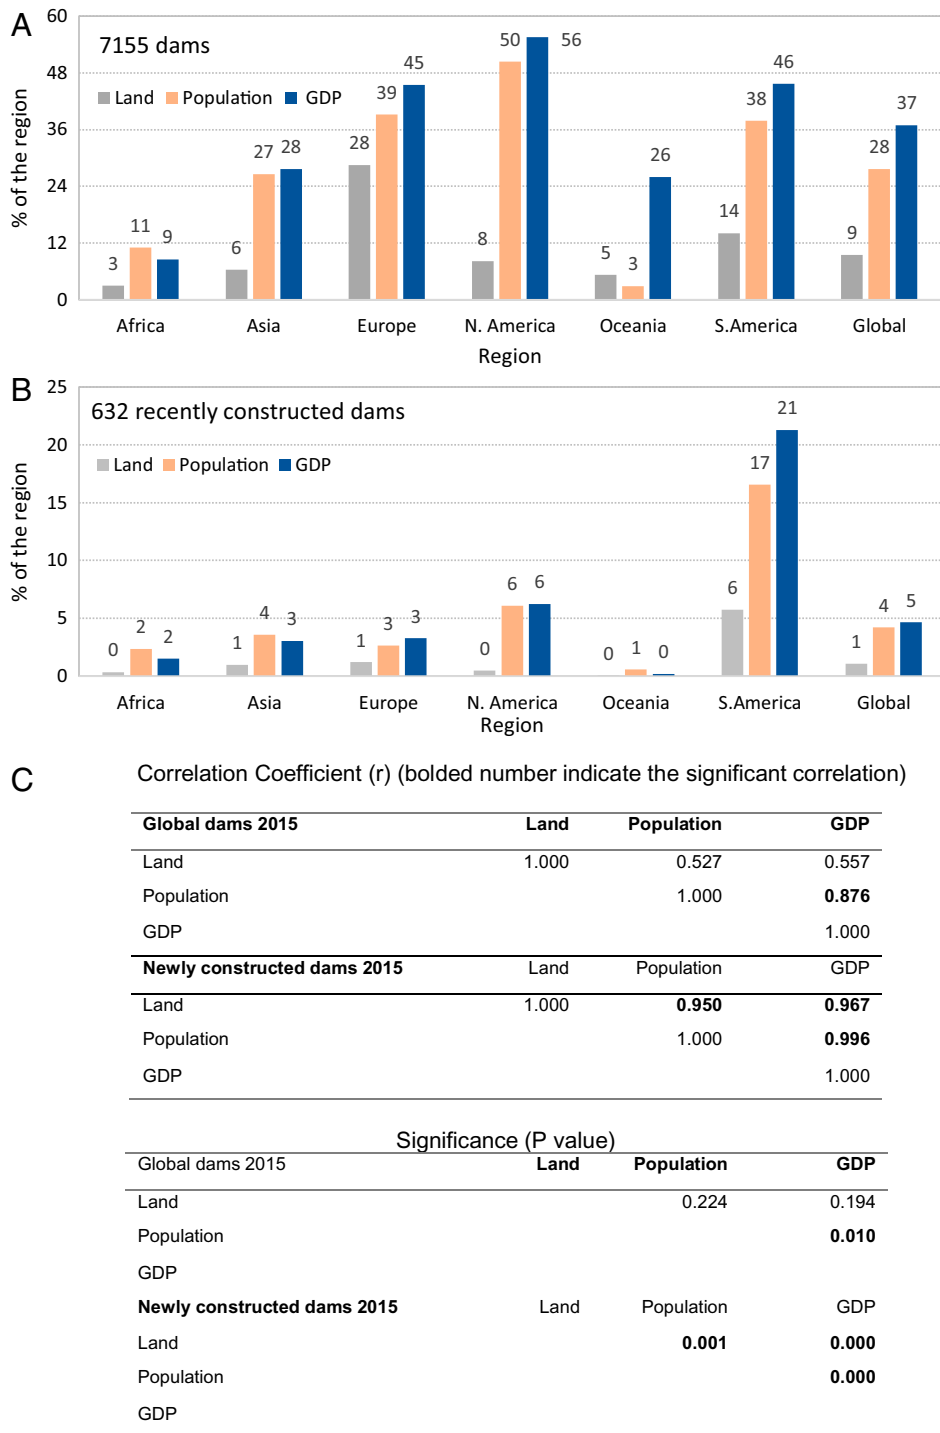 A
60
48
36
24
12
0
% of the region
7155 dams
Land Population GDP
3 11 9
6 27 28
28 39 45
8 50 56
5 3 26
14 38 46
9 28 37
Africa Asia Europe N. America Oceania S.America Global
Region
B
25
20
15
10
5
0
% of the region
632 recently constructed dams
Land Population GDP
0 2 2
1 4 3
1 3 3
0 6 6
0 1 0
6 17 21
1 4 5
Africa Asia Europe N. America Oceania S.America Global
Region
C
Correlation Coefficient (r) (bolded number indicate the significant correlation)
Global dams 2015 Land Population GDP
Land 1.000 0.527 0.557
Population 1.000 0.876
GDP 1.000
Newly constructed dams 2015 Land Population GDP
Land 1.000 0.950 0.967
Population 1.000 0.996
GDP 1.000
Significance (P value)
Global dams 2015 Land Population GDP
Land 0.224 0.194
Population 0.010
GDP
Newly constructed dams 2015 Land Population GDP
Land 0.001 0.000
Population 0.000
GDP